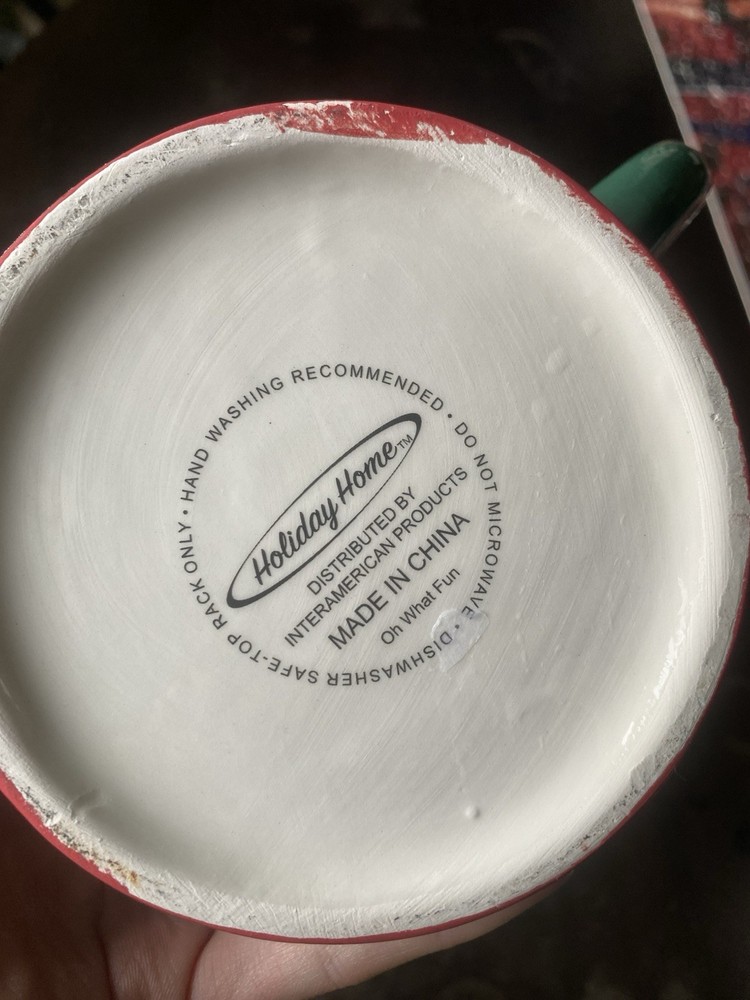 HAND WASHING RECOMMENDED • DO NOT MICROWAVE • DISHWASHER SAFE-TOP RACK ONLY •
Holiday Home™
DISTRIBUTED BY
INTERAMERICAN PRODUCTS
MADE IN CHINA
Oh What Fun